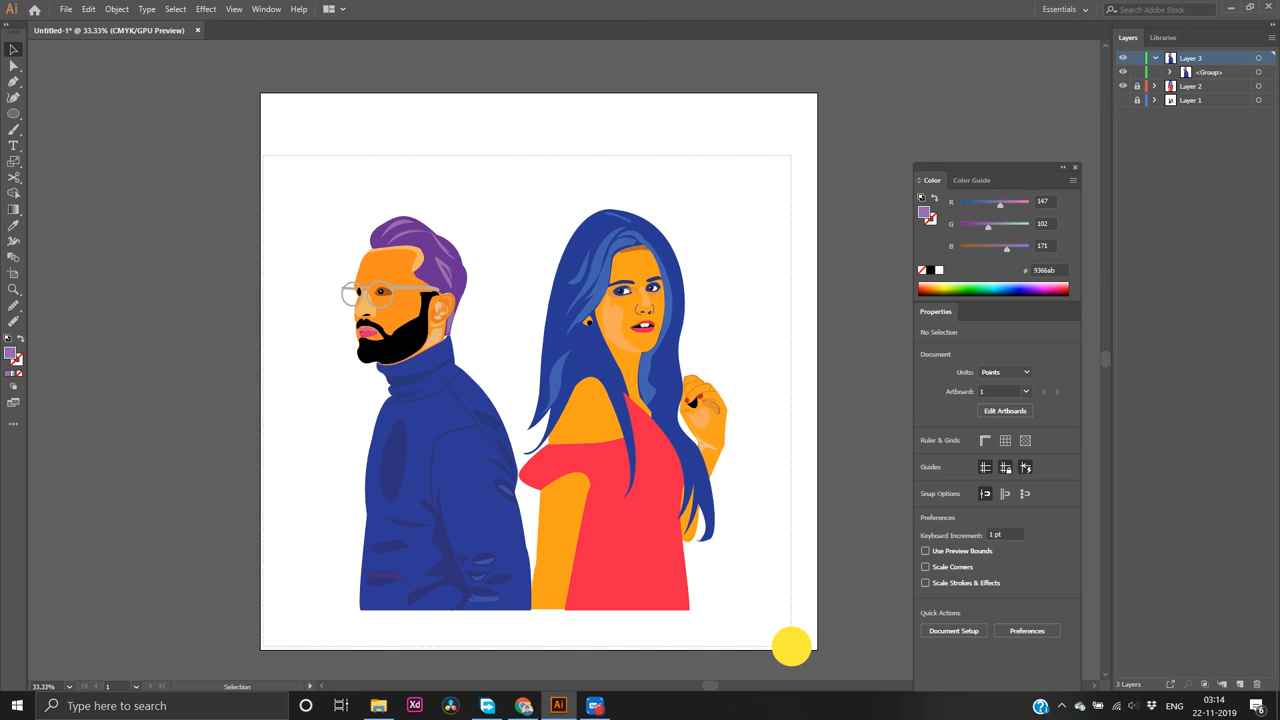 Ai File Edit Object Type Select Effect View Window Help Essentials Search Adobe Stock
Untitled-1* @ 33.33% (CMYK/GPU Preview)
Layers Libraries
Layer 3
<Group>
Layer 2
Layer 1
Color Color Guide
R 147
G 102
B 171
# 9366ab
Properties
No Selection
Document
Units: Points
Artboard: 1
Edit Artboards
Ruler & Grids
Guides
Snap Options
Preferences
Keyboard Increment: 1 pt
Use Preview Bounds
Scale Corners
Scale Strokes & Effects
Quick Actions
Document Setup Preferences
33.33% 1 Selection 3 Layers
Type here to search Xd Ai 03:14
22-11-2019